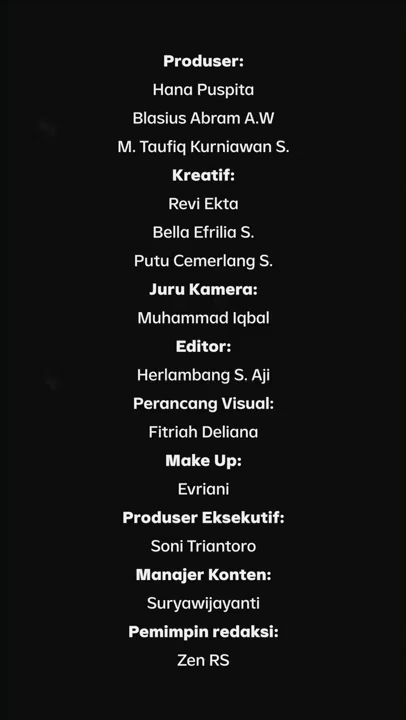 Produser:
Hana Puspita
Blasius Abram A.W
M. Taufiq Kurniawan S.
Kreatif:
Revi Ekta
Bella Efrilia S.
Putu Cemerlang S.
Juru Kamera:
Muhammad Iqbal
Editor:
Herlambang S. Aji
Perancang Visual:
Fitriah Deliana
Make Up:
Evriani
Produser Eksekutif:
Soni Triantoro
Manajer Konten:
Suryawijayanti
Pemimpin redaksi:
Zen RS